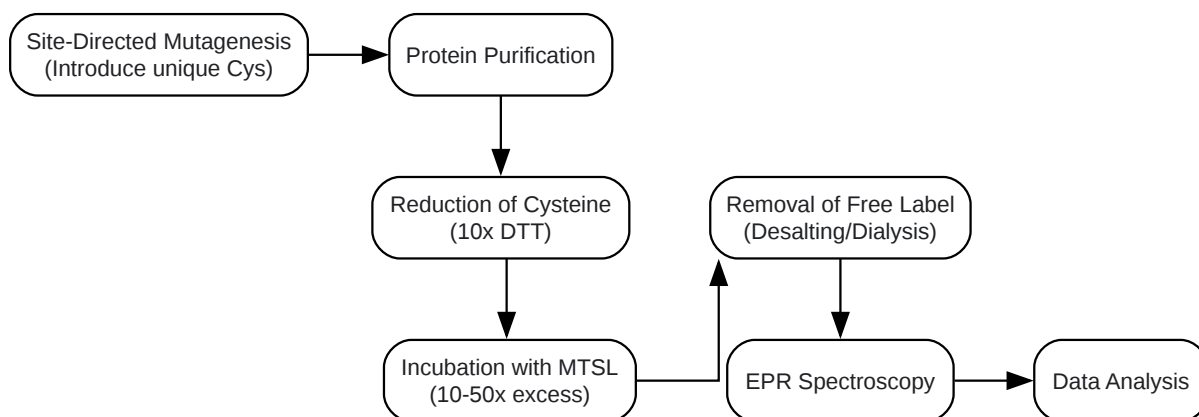 Site-Directed Mutagenesis
(Introduce unique Cys)
Protein Purification
Reduction of Cysteine
(10x DTT)
Incubation with MTSL
(10-50x excess)
Removal of Free Label
(Desalting/Dialysis)
EPR Spectroscopy
Data Analysis